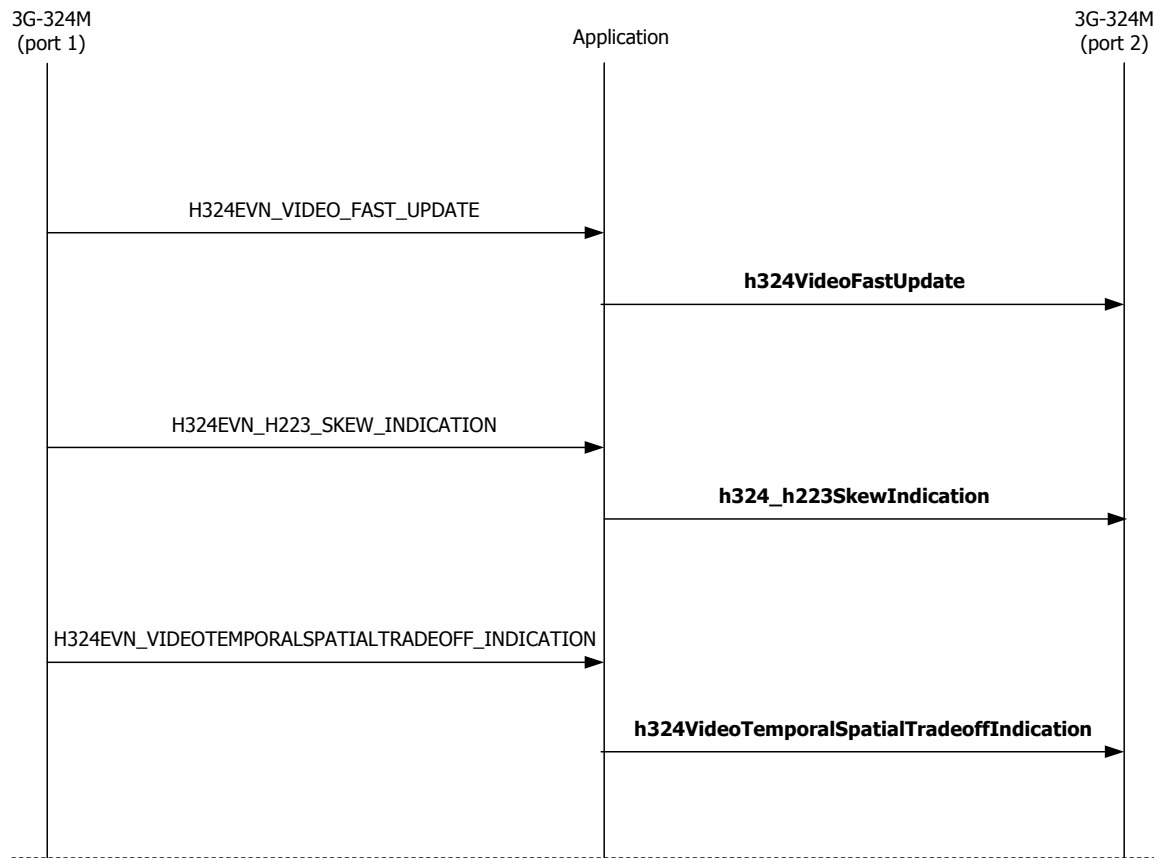 3G-324M
(port 1)
Application
3G-324M
(port 2)
H324EVN_VIDEO_FAST_UPDATE
h324VideoFastUpdate
H324EVN_H223_SKEW_INDICATION
h324_h223SkewIndication
H324EVN_VIDEOTEMPORALSPATIALTRADEOFF_INDICATION
h324VideoTemporalSpatialTradeoffIndication